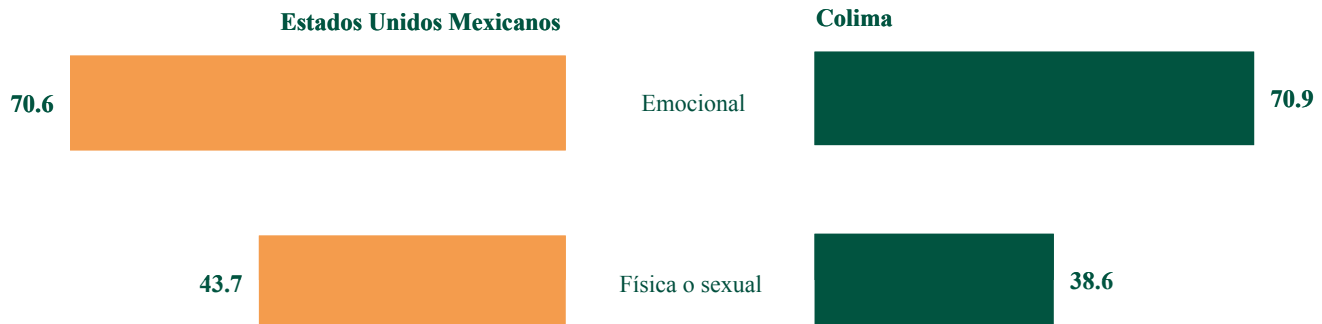 Estados Unidos Mexicanos
Colima
70.6
Emocional
70.9
43.7
Física o sexual
38.6